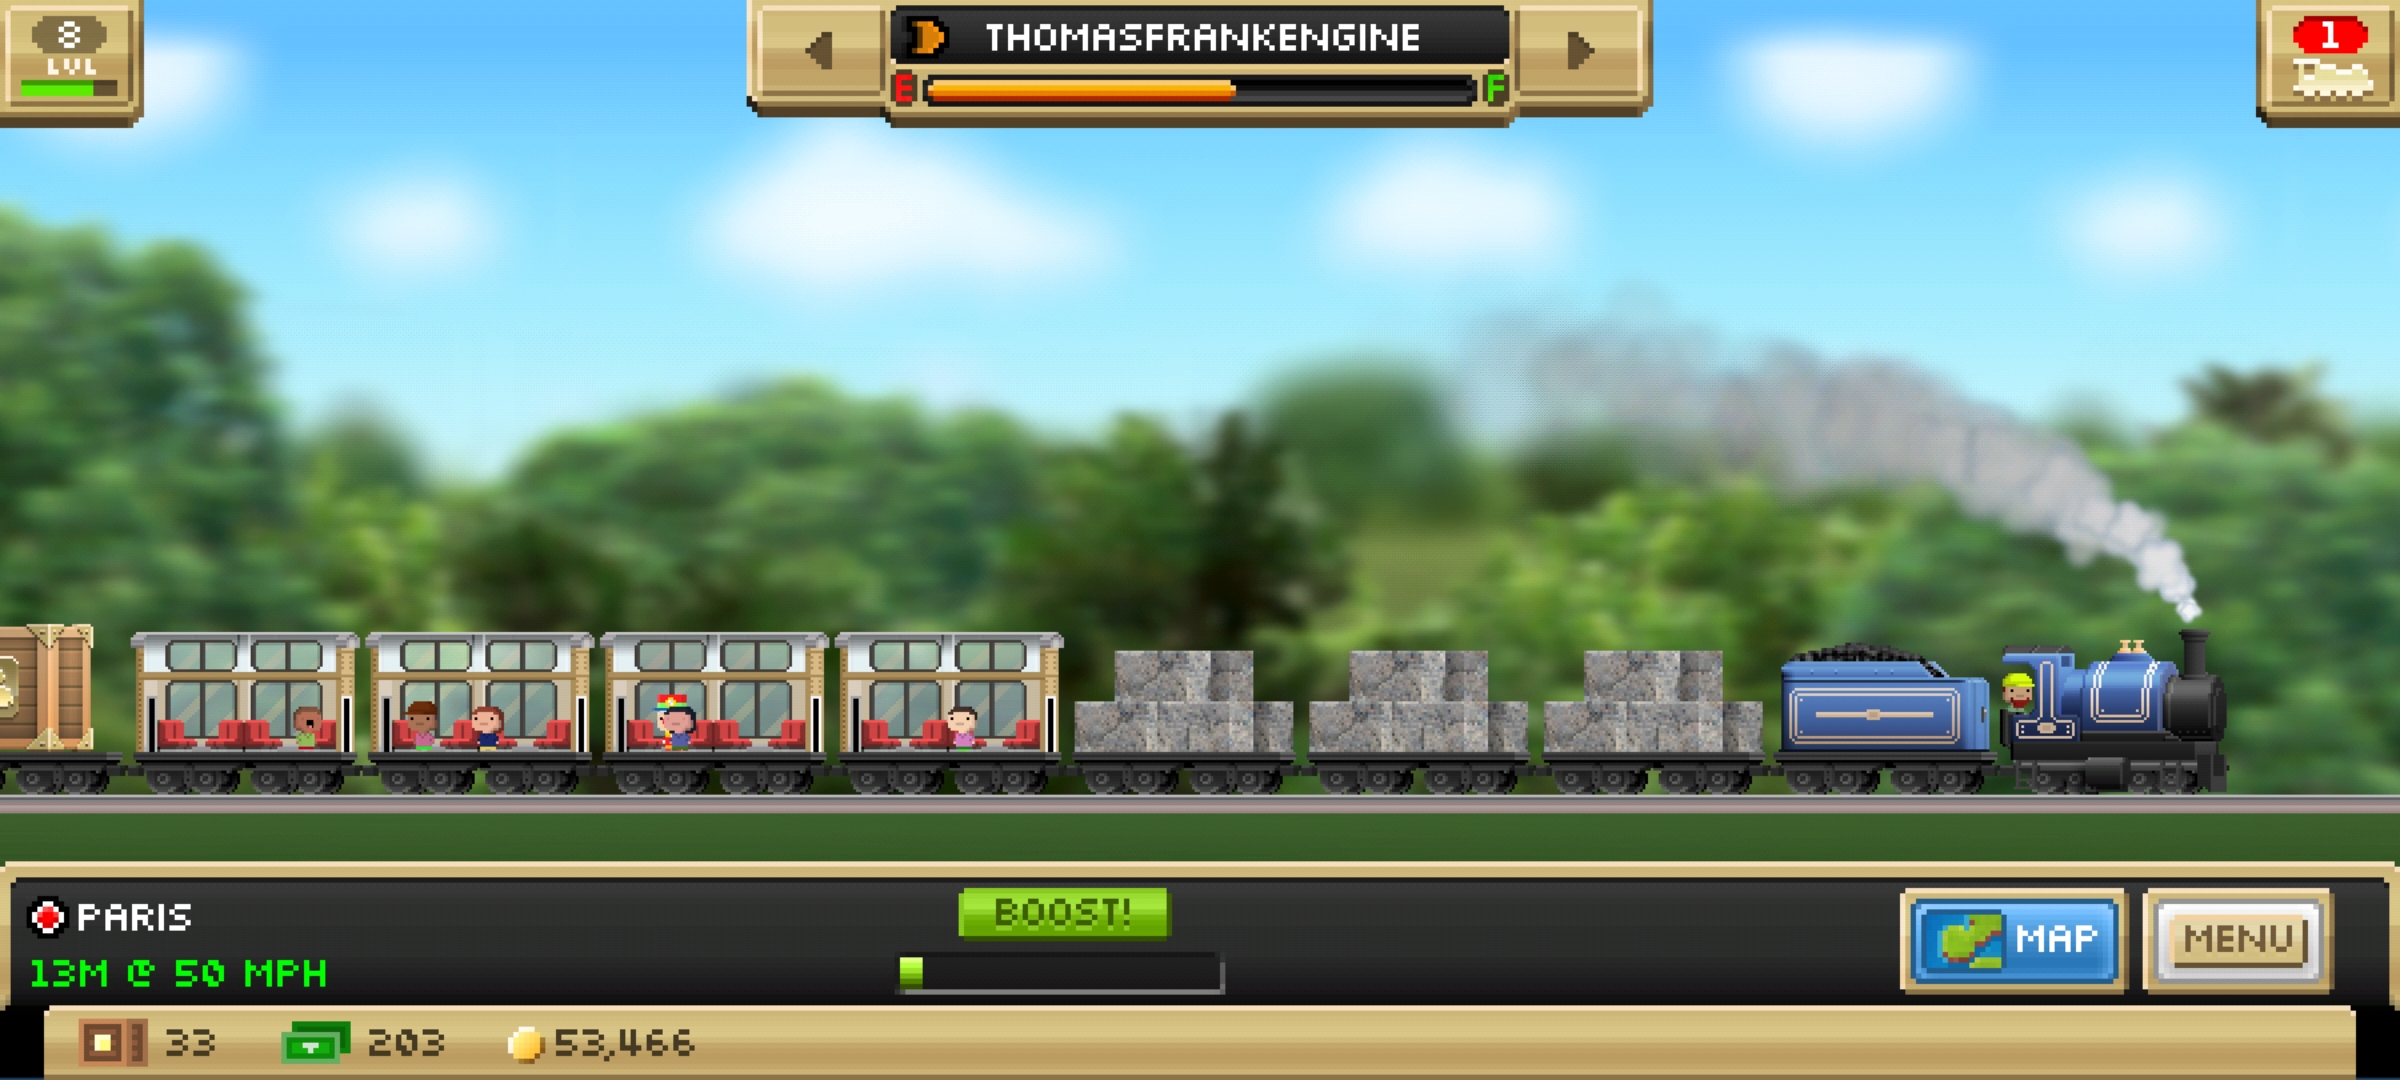 8
LVL
THOMASFRANKENGINE
E F
1
PARIS
13M @ 50 MPH
BOOST!
MAP
MENU
33
203
53,466